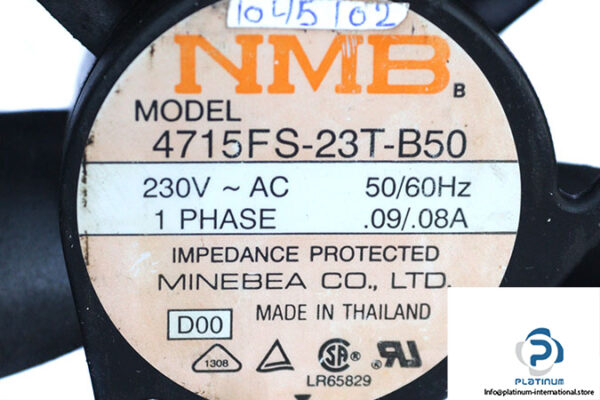 1045102
NMB
B
MODEL
4715FS-23T-B50
230V ~ AC 50/60Hz
1 PHASE .09/.08A
IMPEDANCE PROTECTED
MINEBEA CO., LTD.
D00 MADE IN THAILAND
1308
SA
LR65829
PLATINUM
Info@platinum-international.store